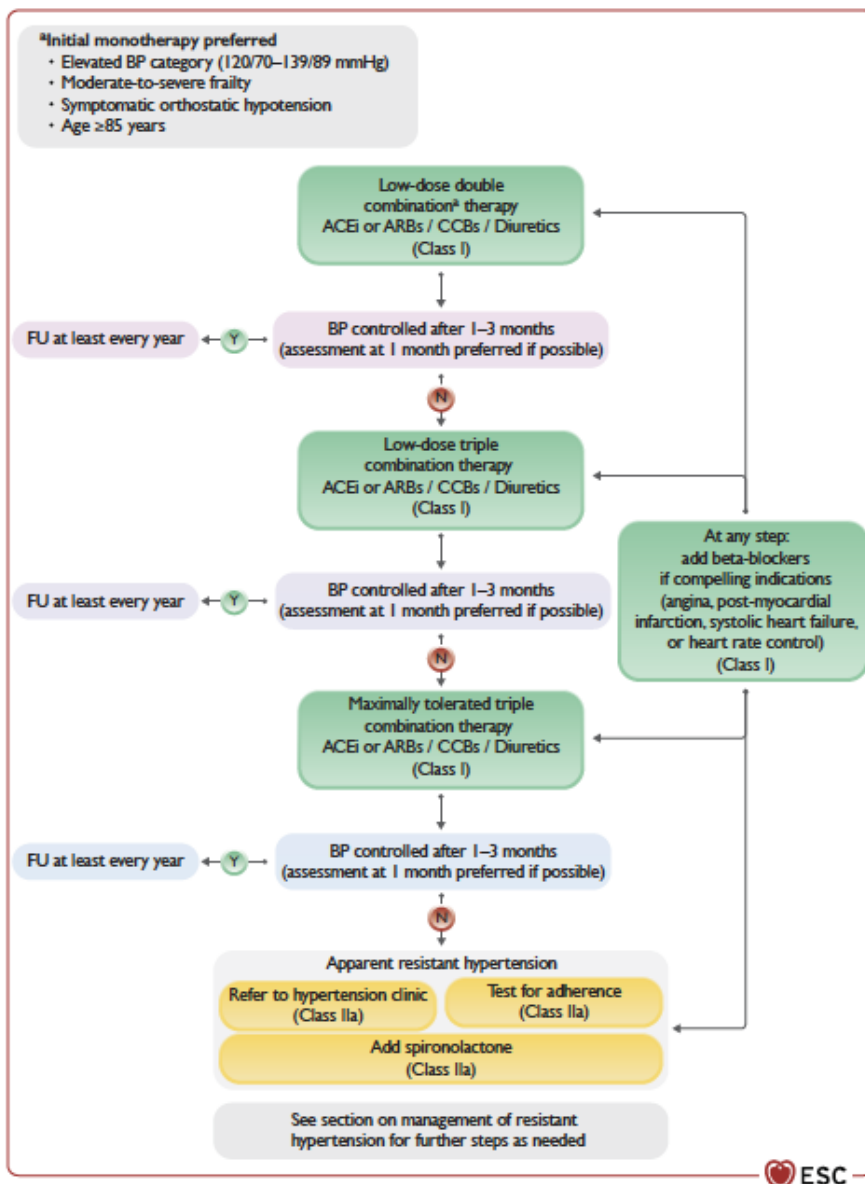 ᵃInitial monotherapy preferred
• Elevated BP category (120/70–139/89 mmHg)
• Moderate-to-severe frailty
• Symptomatic orthostatic hypotension
• Age ≥85 years
Low-dose double
combinationᵃ therapy
ACEi or ARBs / CCBs / Diuretics
(Class I)
FU at least every year
Y
BP controlled after 1–3 months
(assessment at 1 month preferred if possible)
N
Low-dose triple
combination therapy
ACEi or ARBs / CCBs / Diuretics
(Class I)
At any step:
add beta-blockers
if compelling indications
(angina, post-myocardial
infarction, systolic heart failure,
or heart rate control)
(Class I)
FU at least every year
Y
BP controlled after 1–3 months
(assessment at 1 month preferred if possible)
N
Maximally tolerated triple
combination therapy
ACEi or ARBs / CCBs / Diuretics
(Class I)
FU at least every year
Y
BP controlled after 1–3 months
(assessment at 1 month preferred if possible)
N
Apparent resistant hypertension
Refer to hypertension clinic
(Class IIa)
Test for adherence
(Class IIa)
Add spironolactone
(Class IIa)
See section on management of resistant
hypertension for further steps as needed
ESC